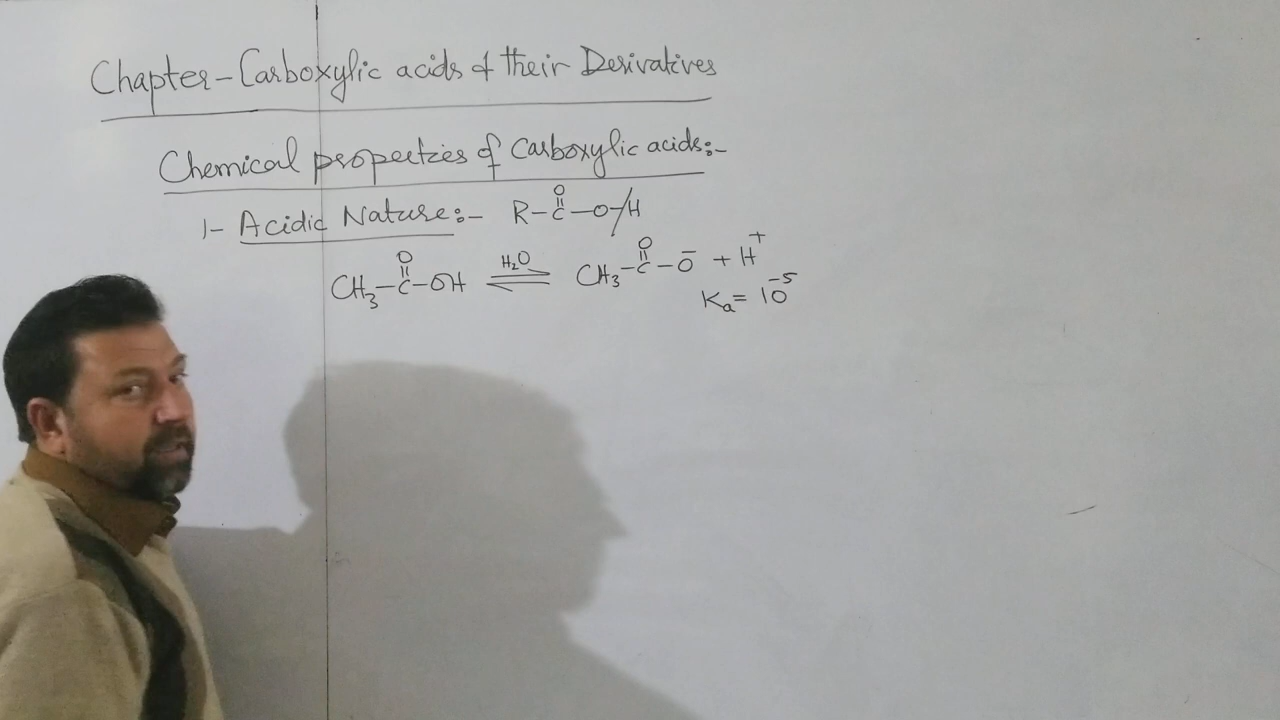 Chapter-Carboxylic acids & their Derivatives
Chemical properties of Carboxylic acids:-
1- Acidic Nature:- R-C(=O)-O-/H
CH₃-C(=O)-OH ⇌[H₂O] CH₃-C(=O)-O⁻ + H⁺
Ka = 10⁻⁵